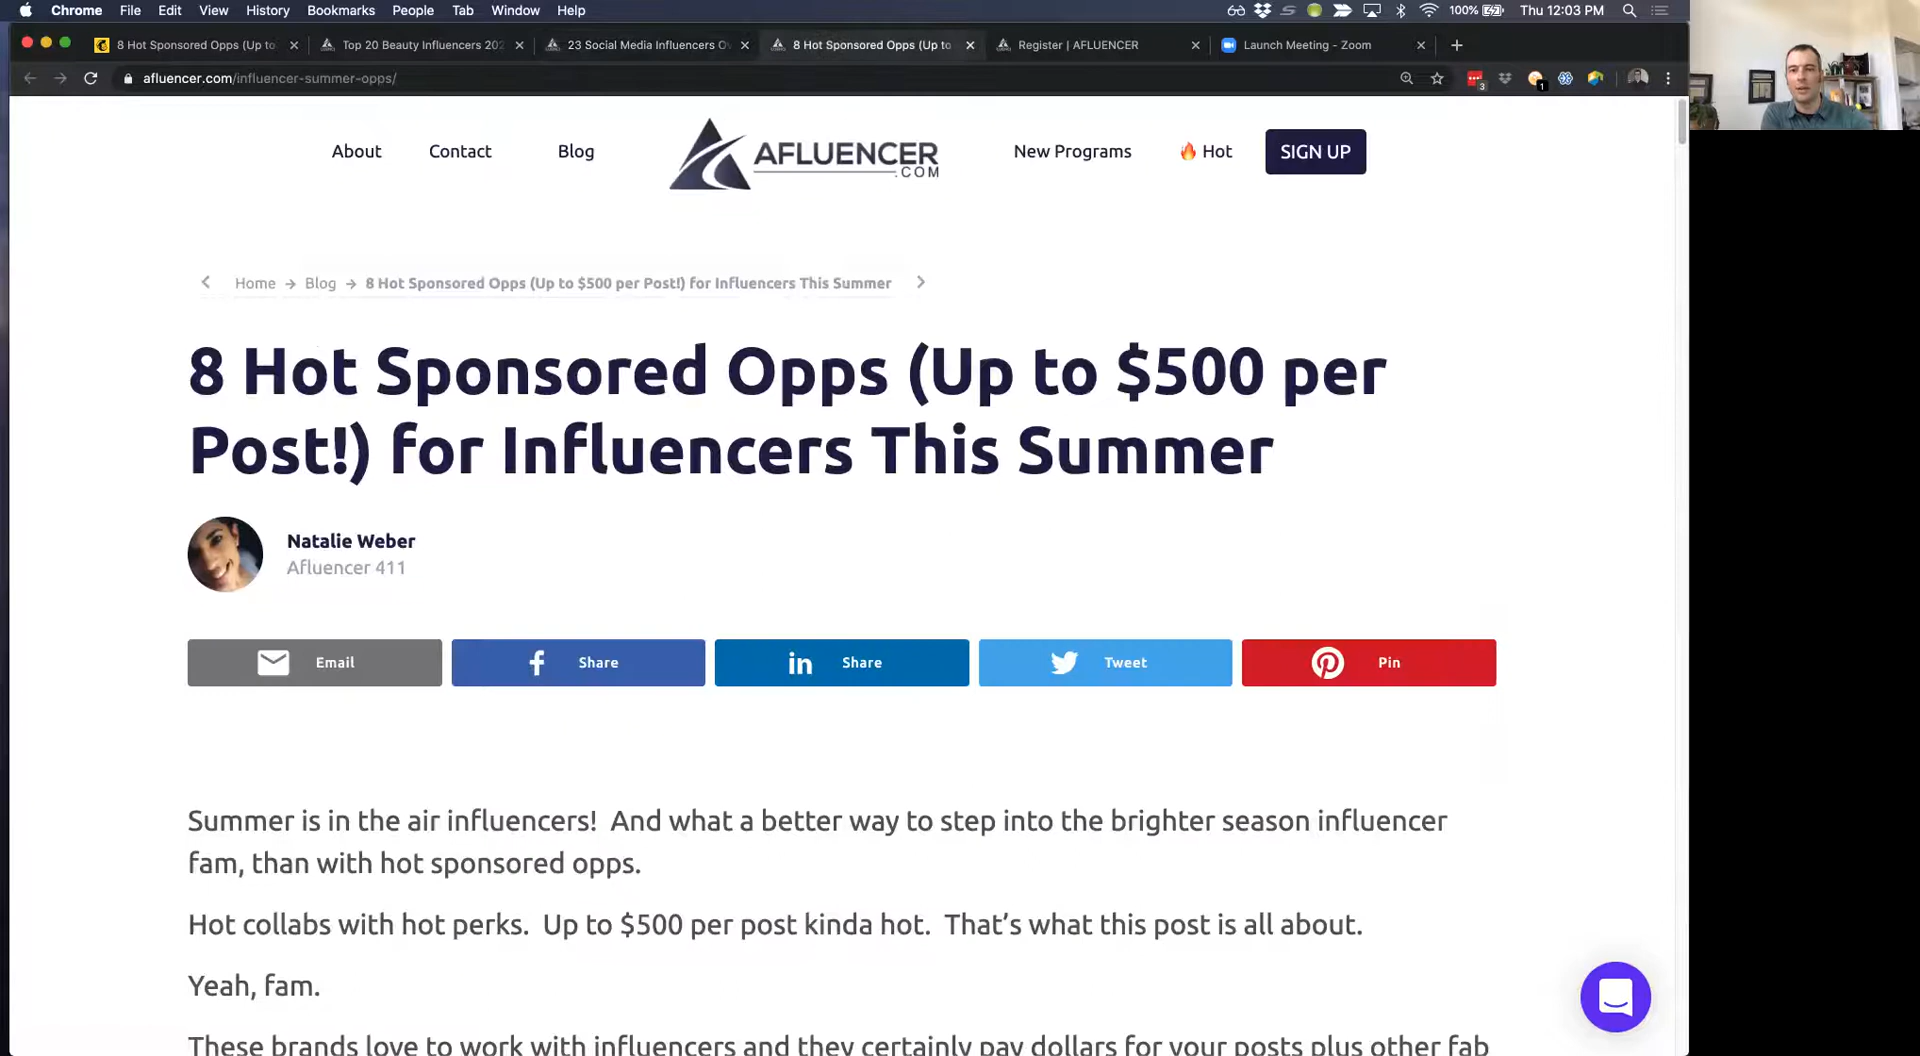 Chrome File Edit View History Bookmarks People Tab Window Help 100% Thu 12:03 PM
8 Hot Sponsored Opps (Up to Top 20 Beauty Influencers 202 23 Social Media Influencers Ov 8 Hot Sponsored Opps (Up to Register | AFLUENCER Launch Meeting - Zoom
afluencer.com/influencer-summer-opps/ 3 1
About Contact Blog AFLUENCER .COM New Programs Hot SIGN UP
Home Blog 8 Hot Sponsored Opps (Up to $500 per Post!) for Influencers This Summer
8 Hot Sponsored Opps (Up to $500 per
Post!) for Influencers This Summer
Natalie Weber
Afluencer 411
Email Share Share Tweet Pin
Summer is in the air influencers! And what a better way to step into the brighter season influencer
fam, than with hot sponsored opps.
Hot collabs with hot perks. Up to $500 per post kinda hot. That's what this post is all about.
Yeah, fam.
These brands love to work with influencers and they certainly pay dollars for your posts plus other fab